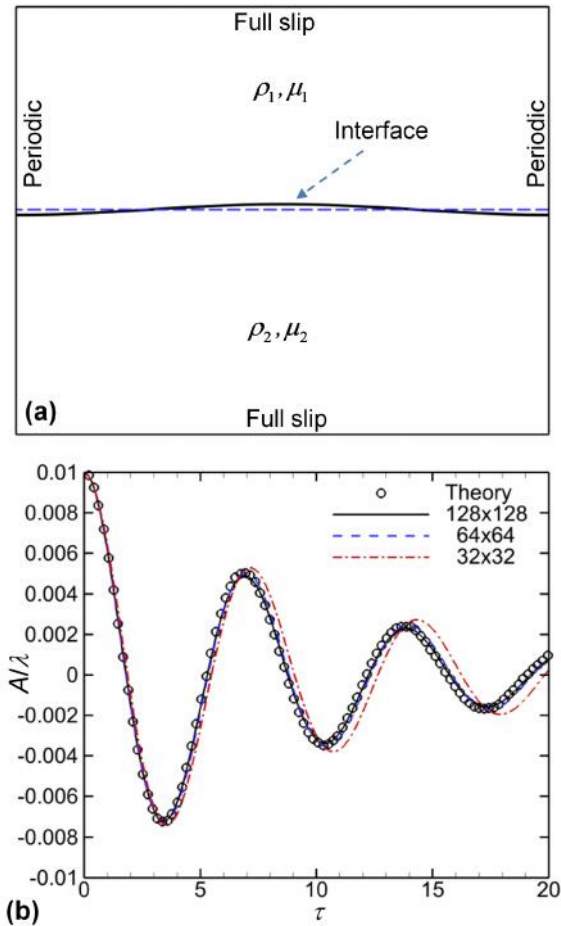 Full slip
ρ₁, μ₁
Periodic
Interface
Periodic
ρ₂, μ₂
(a)
Full slip
0.01
0.008
0.006
0.004
0.002
0
-0.002
-0.004
-0.006
-0.008
-0.01
A/λ
Theory
128x128
64x64
32x32
0 5 10 15 20
(b)
τ